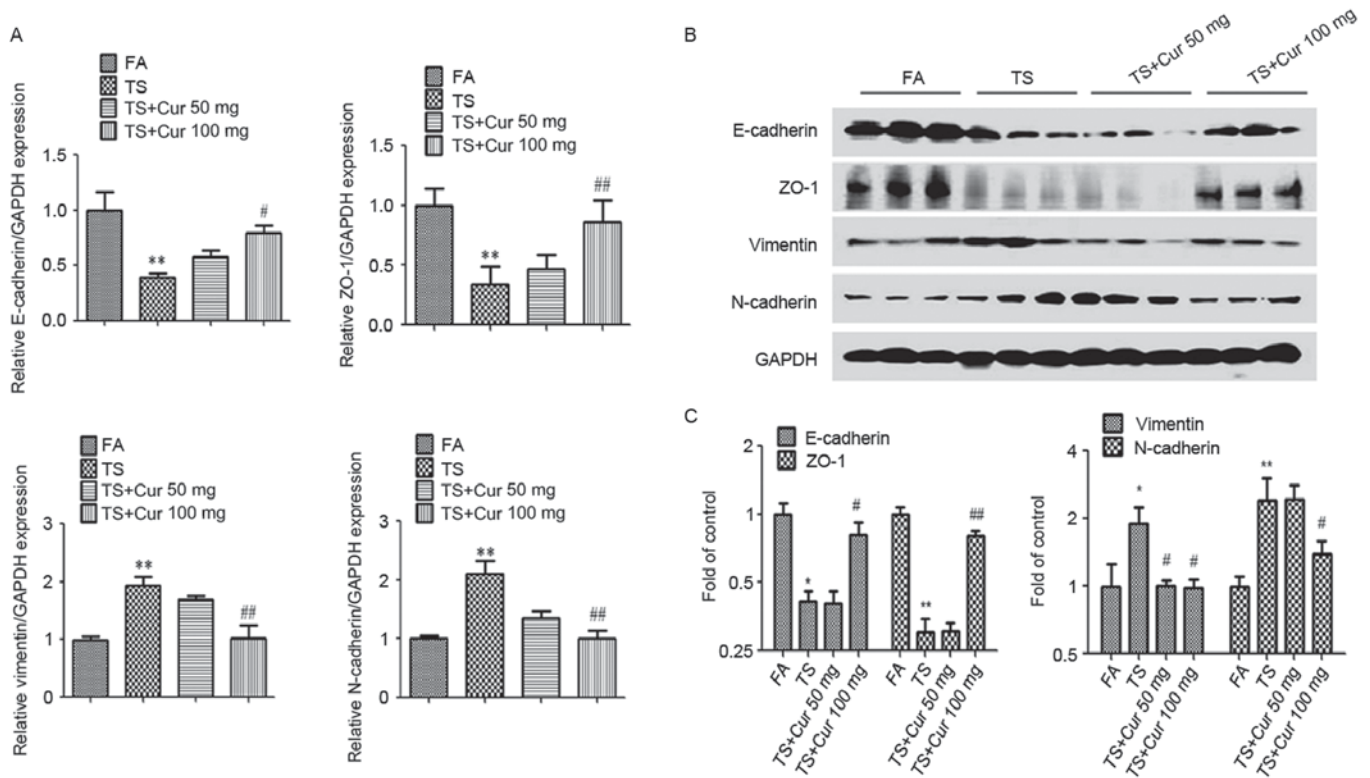 A
FA
TS
TS+Cur 50 mg
TS+Cur 100 mg
Relative E-cadherin/GAPDH expression
1.5
1.0
0.5
0.0
**
#
FA
TS
TS+Cur 50 mg
TS+Cur 100 mg
Relative ZO-1/GAPDH expression
1.5
1.0
0.5
0.0
**
##
FA
TS
TS+Cur 50 mg
TS+Cur 100 mg
Relative vimentin/GAPDH expression
3
2
1
0
**
##
FA
TS
TS+Cur 50 mg
TS+Cur 100 mg
Relative N-cadherin/GAPDH expression
3
2
1
0
**
##
B
FA
TS
TS+Cur 50 mg
TS+Cur 100 mg
E-cadherin
ZO-1
Vimentin
N-cadherin
GAPDH
C
E-cadherin
ZO-1
Fold of control
2
1
0.5
0.25
*
#
**
##
FA
TS
TS+Cur 50 mg
TS+Cur 100 mg
FA
TS
TS+Cur 50 mg
TS+Cur 100 mg
Vimentin
N-cadherin
Fold of control
4
2
1
0.5
*
#
#
**
#
FA
TS
TS+Cur 50 mg
TS+Cur 100 mg
FA
TS
TS+Cur 50 mg
TS+Cur 100 mg